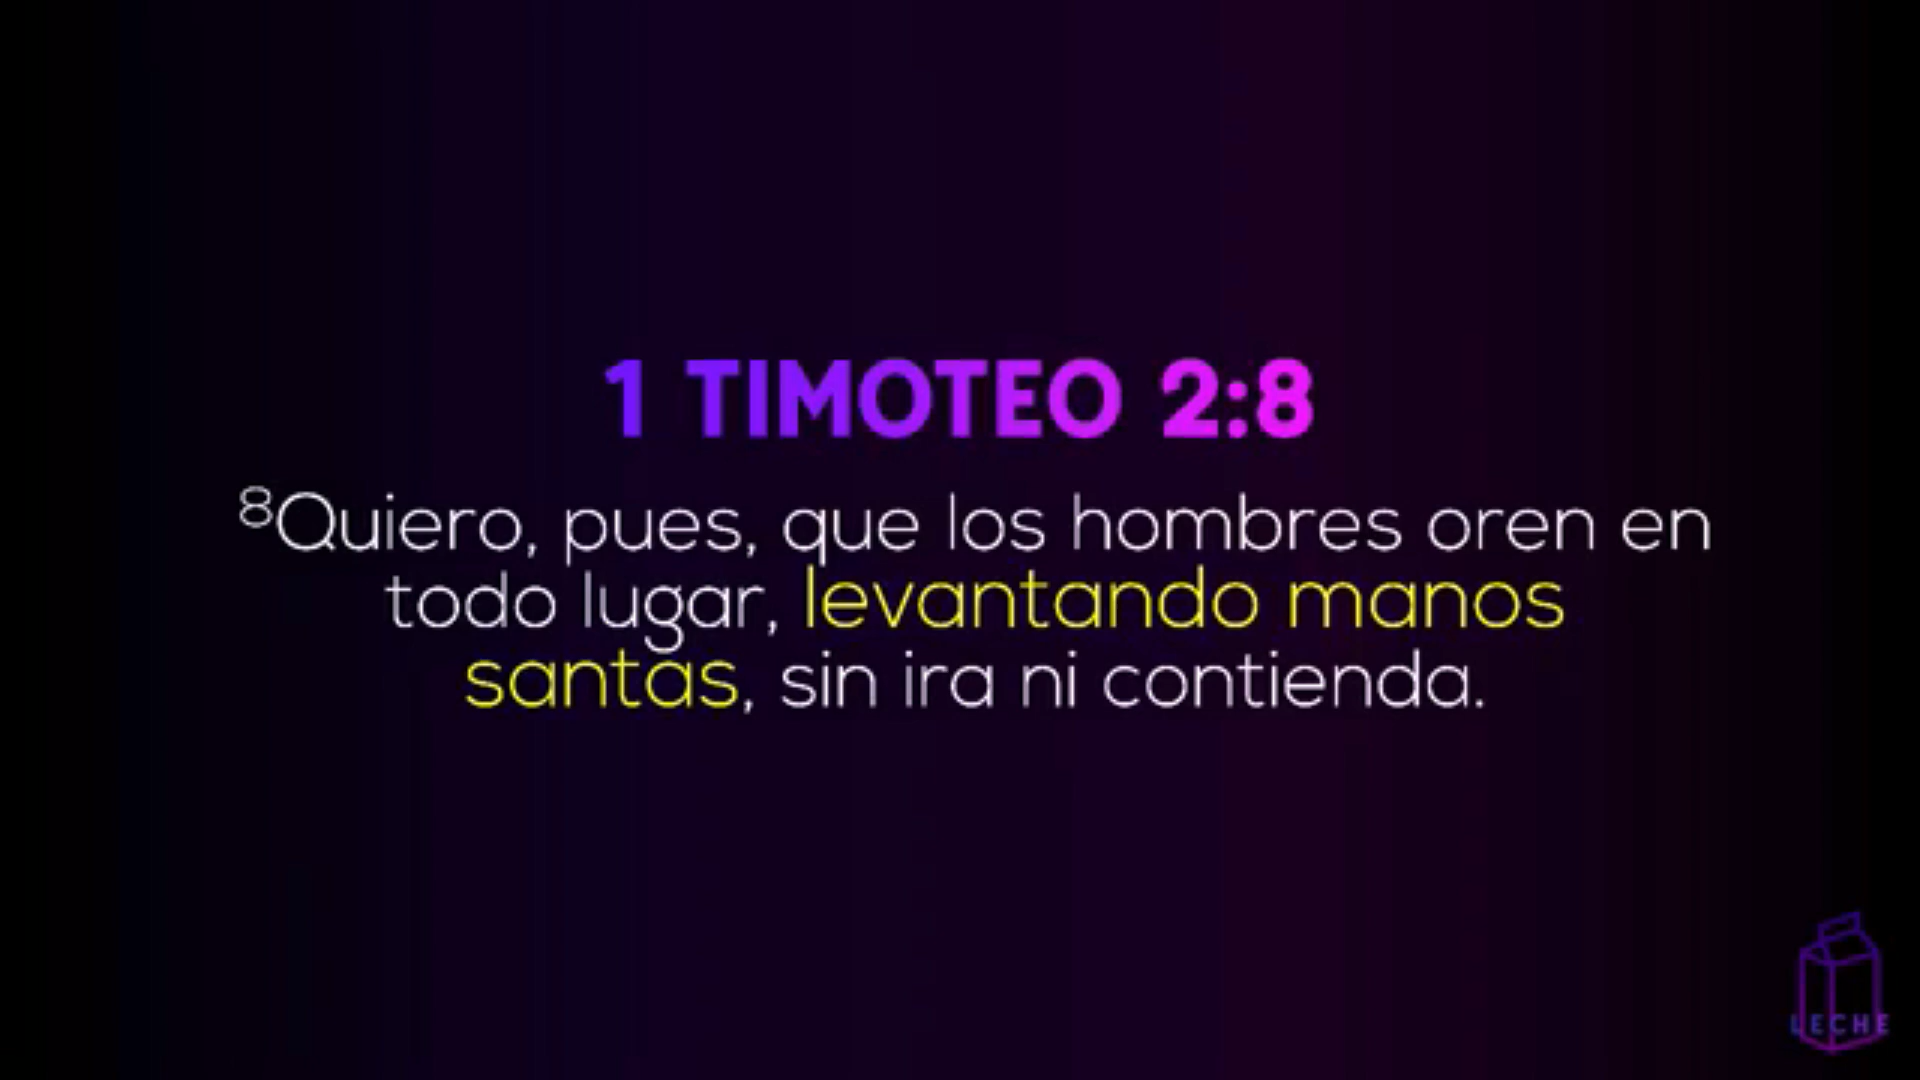 1 TIMOTEO 2:8
⁸Quiero, pues, que los hombres oren en
todo lugar, levantando manos
santas, sin ira ni contienda.
LECHE